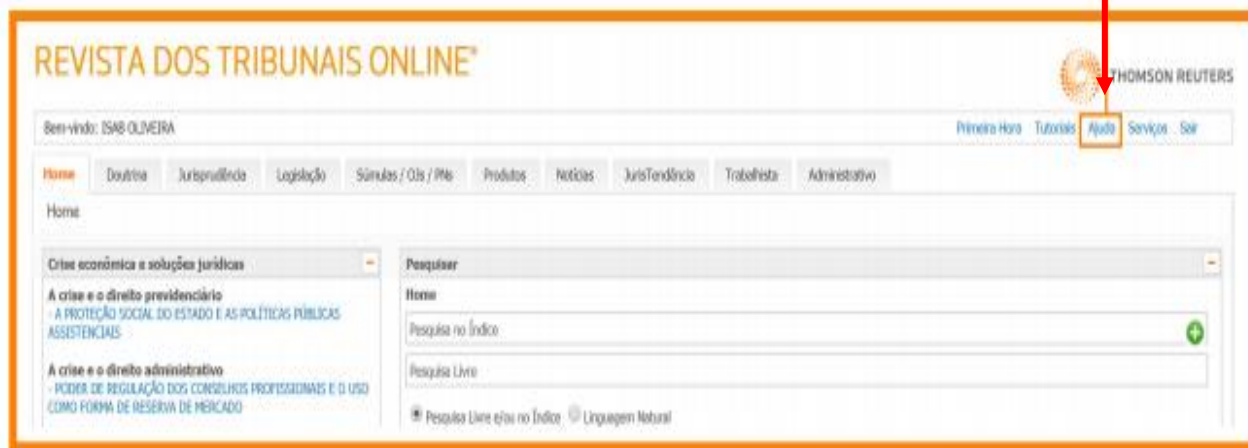 REVISTA DOS TRIBUNAIS ONLINE®
THOMSON REUTERS
Bem-vindo: ISAB OLIVEIRA
Primeira Hora Tutoriais Ajuda Serviços Sair
Home Doutrina Jurisprudência Legislação Súmulas / OJs / PNs Produtos Notícias JurisTendência Trabalhista Administrativo
Home
Crise econômica e soluções jurídicas
A crise e o direito previdenciário
- A PROTEÇÃO SOCIAL DO ESTADO E AS POLÍTICAS PÚBLICAS
ASSISTENCIAIS
A crise e o direito administrativo
- PODER DE REGULAÇÃO DOS CONSELHOS PROFISSIONAIS E O USO
COMO FORMA DE RESERVA DE MERCADO
Pesquisar
Home
Pesquisa no Índice
Pesquisa Livre
Pesquisa Livre e/ou no Índice Linguagem Natural